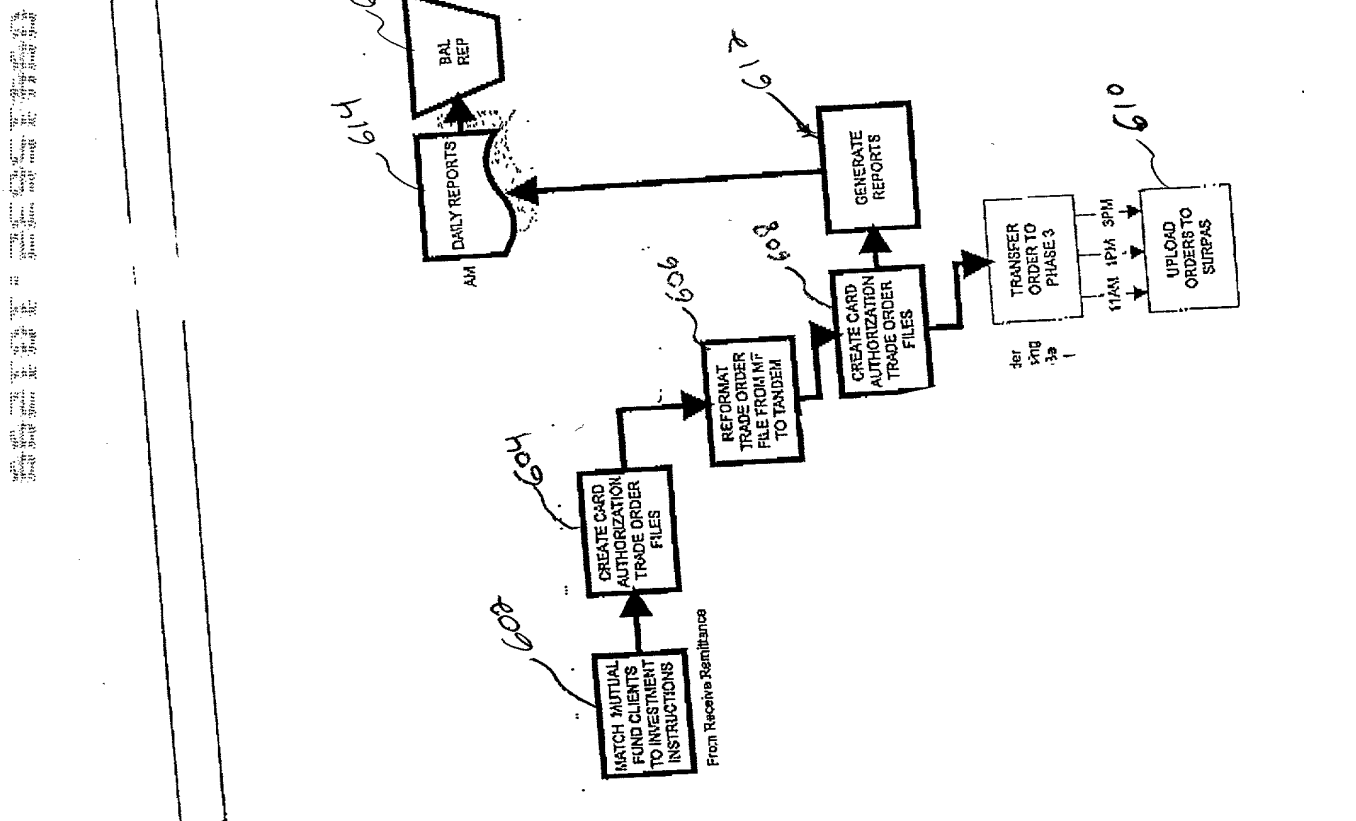 602
MATCH MUTUAL
FUND CLIENTS
TO INVESTMENT
INSTRUCTIONS
From Receive Remittance
604
CREATE CARD
AUTHORIZATION
TRADE ORDER
FILES
606
REFORMAT
TRADE ORDER
FILE FROM MF
TO TANDEM
608
CREATE CARD
AUTHORIZATION
TRADE ORDER
FILES
612
GENERATE
REPORTS
614
DAILY REPORTS
AM
BAL
REP
TRANSFER
ORDER TO
PHASE 3
11AM 1PM 3PM
610
UPLOAD
ORDERS TO
SURPAS